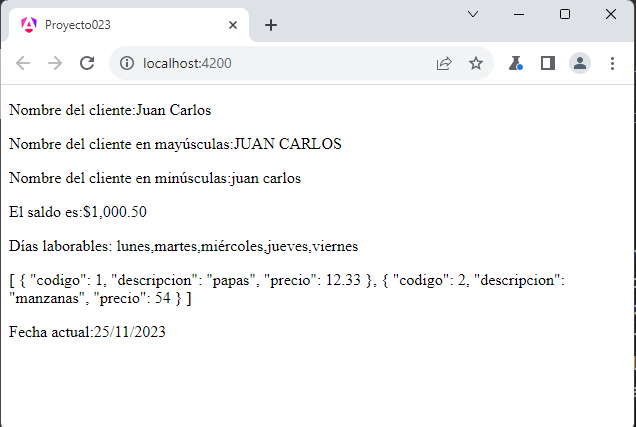 Proyecto023
localhost:4200
Nombre del cliente:Juan Carlos
Nombre del cliente en mayúsculas:JUAN CARLOS
Nombre del cliente en minúsculas:juan carlos
El saldo es:$1,000.50
Días laborables: lunes,martes,miércoles,jueves,viernes
[ { "codigo": 1, "descripcion": "papas", "precio": 12.33 }, { "codigo": 2, "descripcion":
"manzanas", "precio": 54 } ]
Fecha actual:25/11/2023